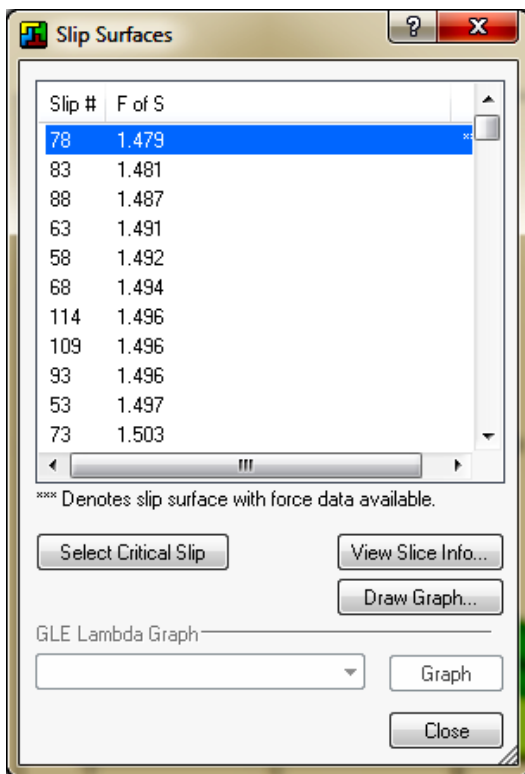 Slip Surfaces
Slip # F of S
78 1.479
83 1.481
88 1.487
63 1.491
58 1.492
68 1.494
114 1.496
109 1.496
93 1.496
53 1.497
73 1.503
*** Denotes slip surface with force data available.
Select Critical Slip View Slice Info...
Draw Graph...
GLE Lambda Graph
Graph
Close